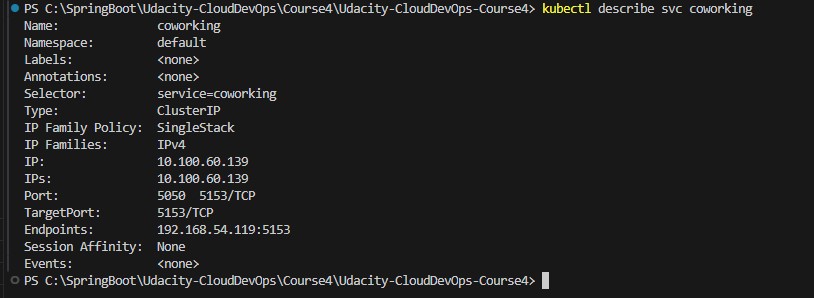 PS C:\SpringBoot\Udacity-CloudDevOps\Course4\Udacity-CloudDevOps-Course4> kubectl describe svc coworking
Name:              coworking
Namespace:         default
Labels:            <none>
Annotations:       <none>
Selector:          service=coworking
Type:              ClusterIP
IP Family Policy:  SingleStack
IP Families:       IPv4
IP:                10.100.60.139
IPs:               10.100.60.139
Port:              5050  5153/TCP
TargetPort:        5153/TCP
Endpoints:         192.168.54.119:5153
Session Affinity:  None
Events:            <none>
PS C:\SpringBoot\Udacity-CloudDevOps\Course4\Udacity-CloudDevOps-Course4>